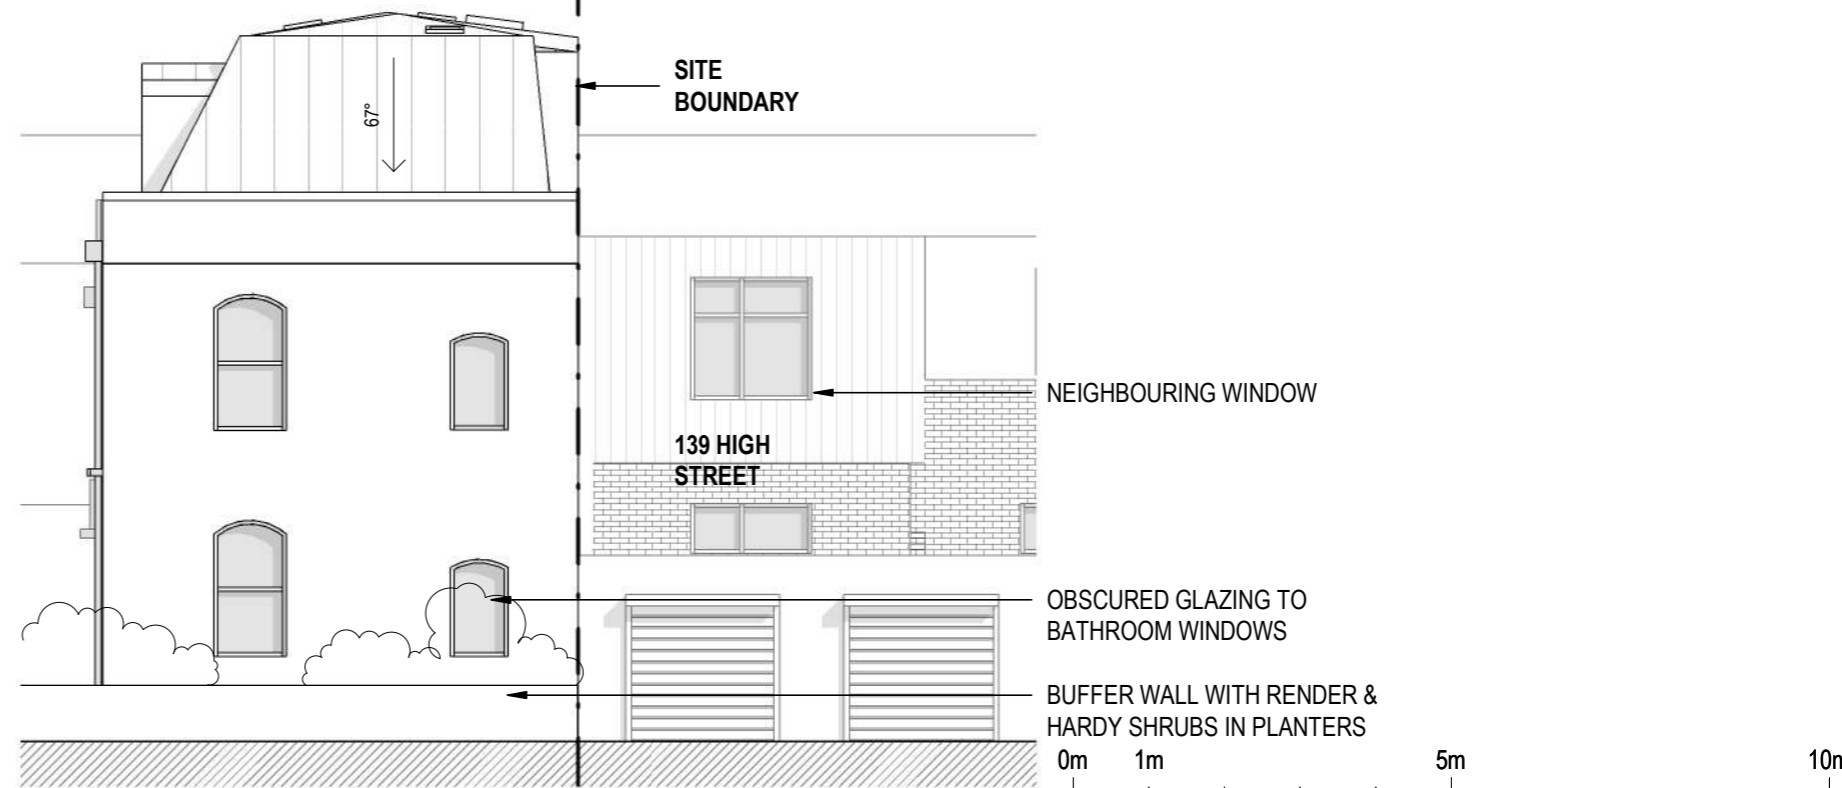 SITE
BOUNDARY
67°
NEIGHBOURING WINDOW
139 HIGH
STREET
OBSCURED GLAZING TO
BATHROOM WINDOWS
BUFFER WALL WITH RENDER &
HARDY SHRUBS IN PLANTERS
0m 1m 5m 10m